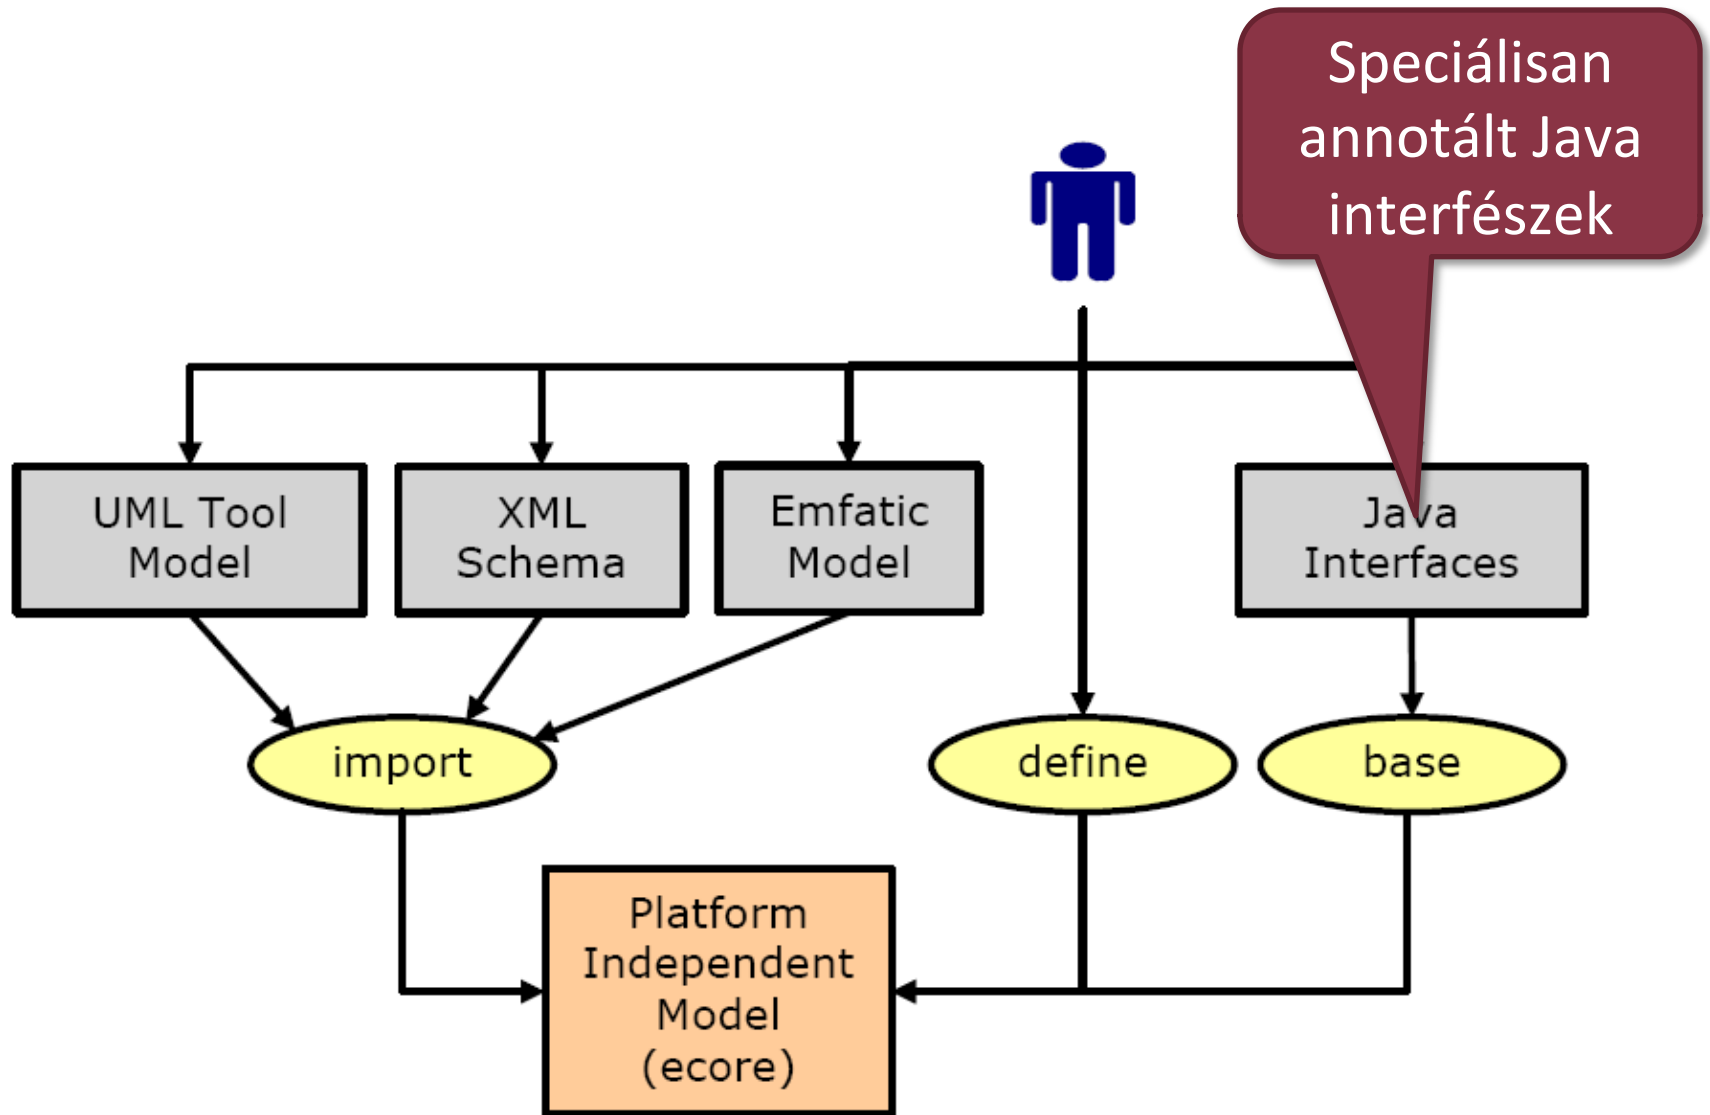 Speciálisan
annotált Java
interfészek
UML Tool
Model
XML
Schema
Emfatic
Model
Java
Interfaces
import
define
base
Platform
Independent
Model
(ecore)